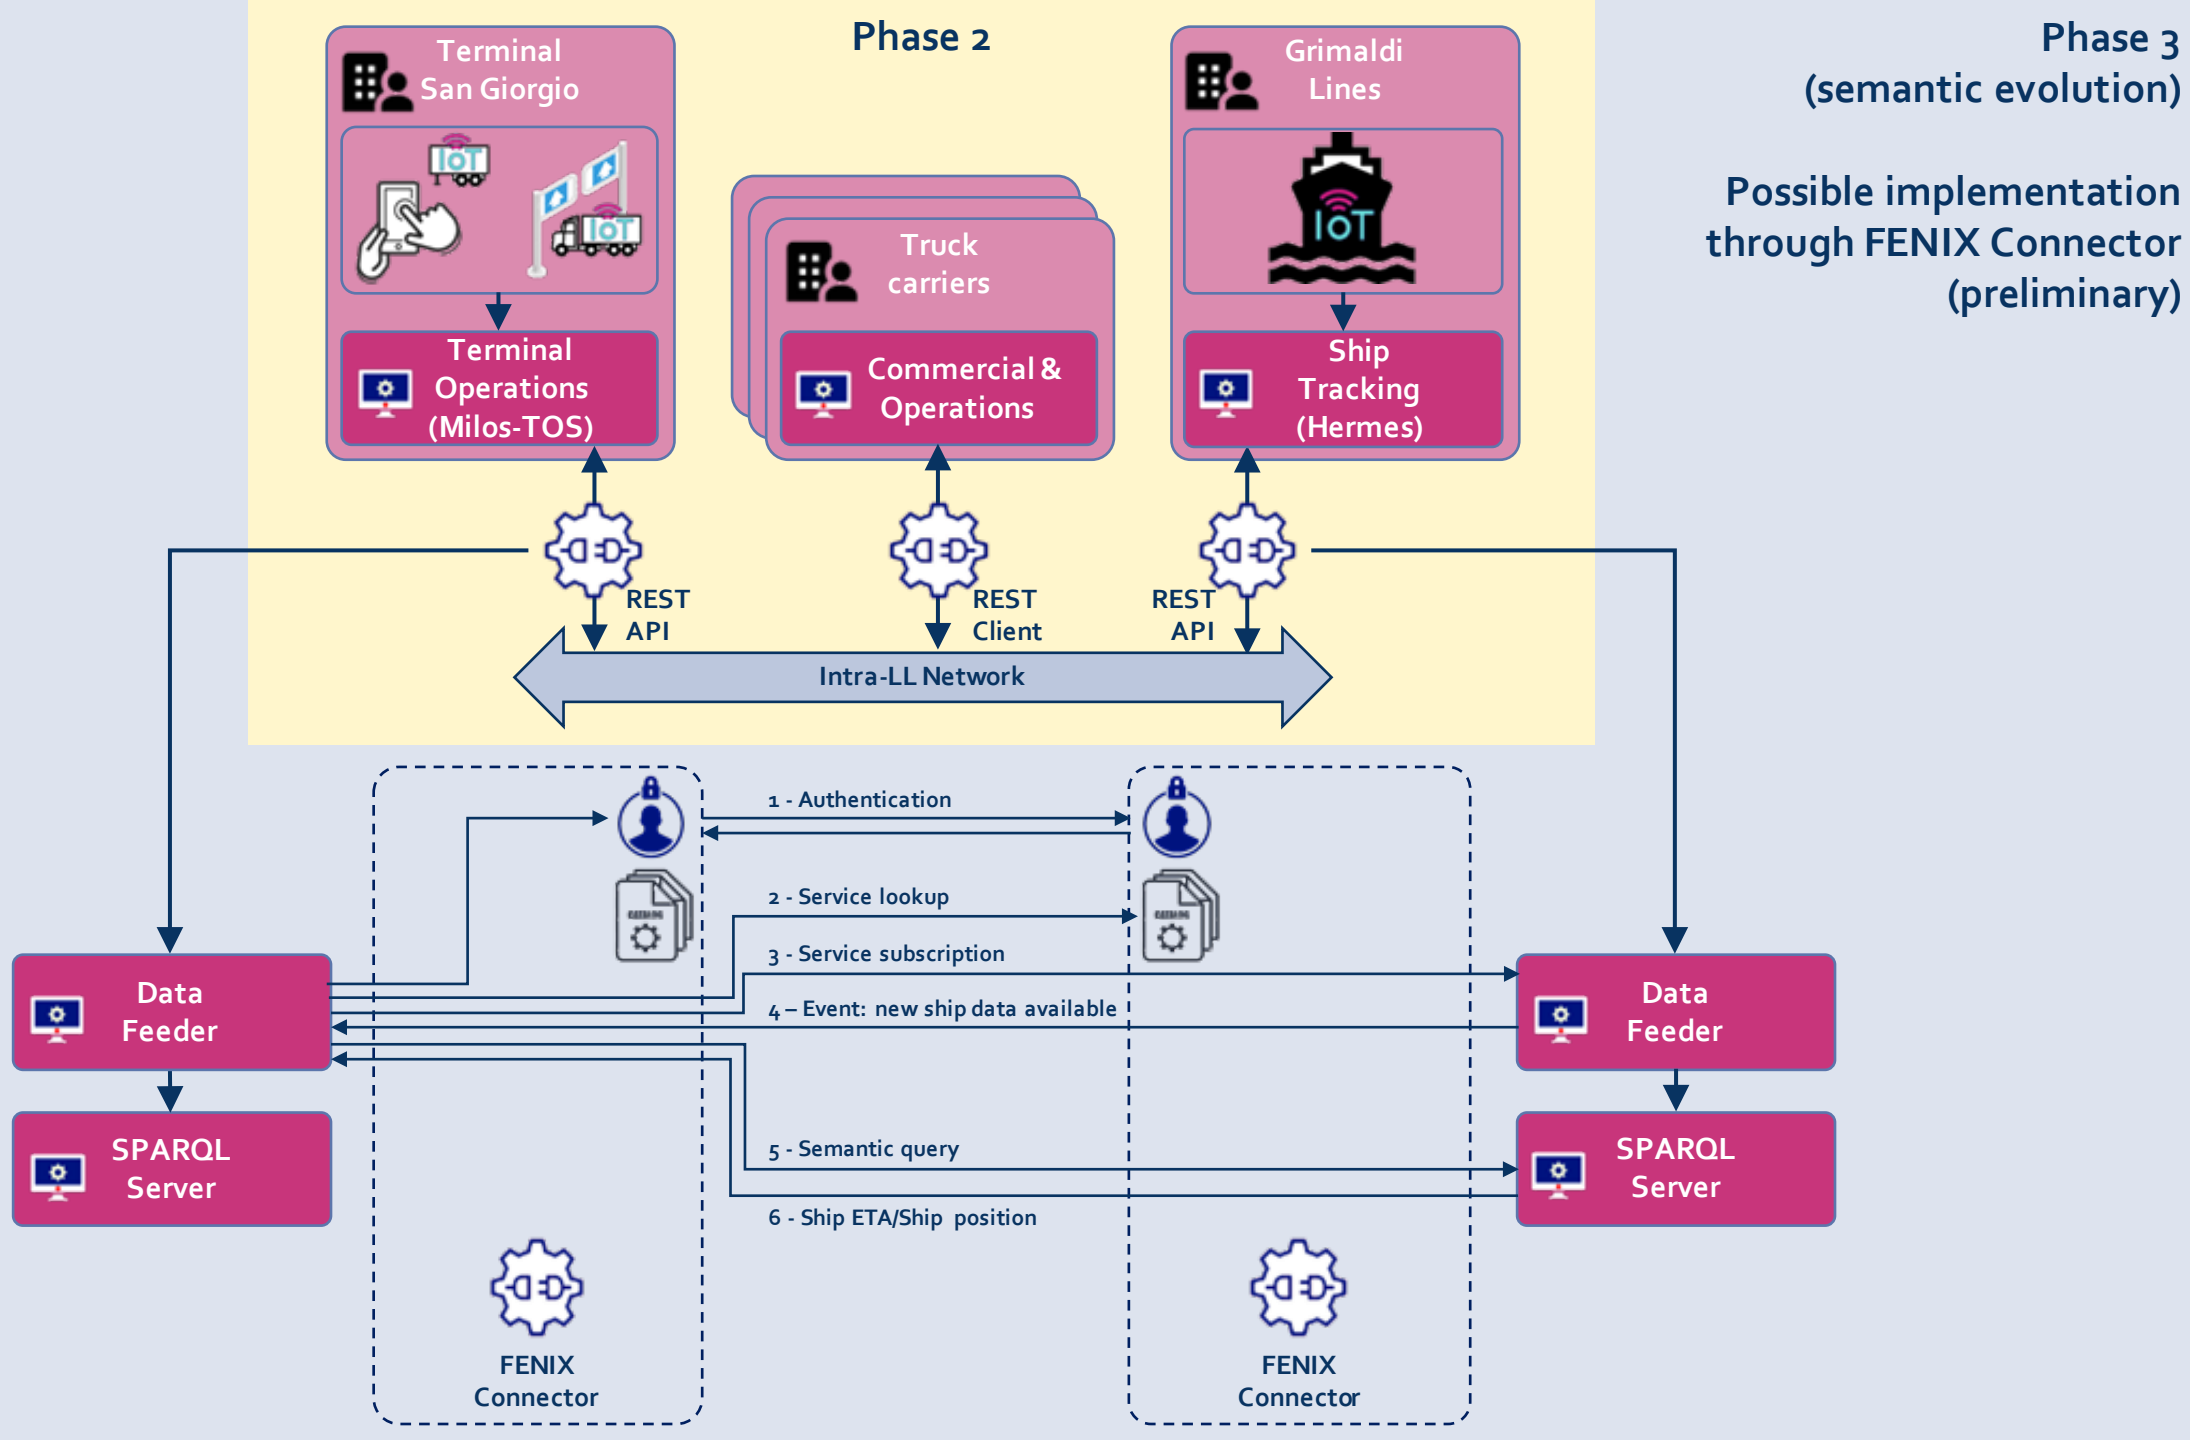 Phase 2
Phase 3
(semantic evolution)
Possible implementation
through FENIX Connector
(preliminary)
Terminal
San Giorgio
IoT
IoT
Terminal
Operations
(Milos-TOS)
Truck
carriers
Commercial &
Operations
Grimaldi
Lines
IoT
Ship
Tracking
(Hermes)
REST
API
REST
Client
REST
API
Intra-LL Network
1 - Authentication
2 - Service lookup
CATALOG
CATALOG
3 - Service subscription
4 – Event: new ship data available
Data
Feeder
Data
Feeder
SPARQL
Server
5 - Semantic query
6 - Ship ETA/Ship position
SPARQL
Server
FENIX
Connector
FENIX
Connector